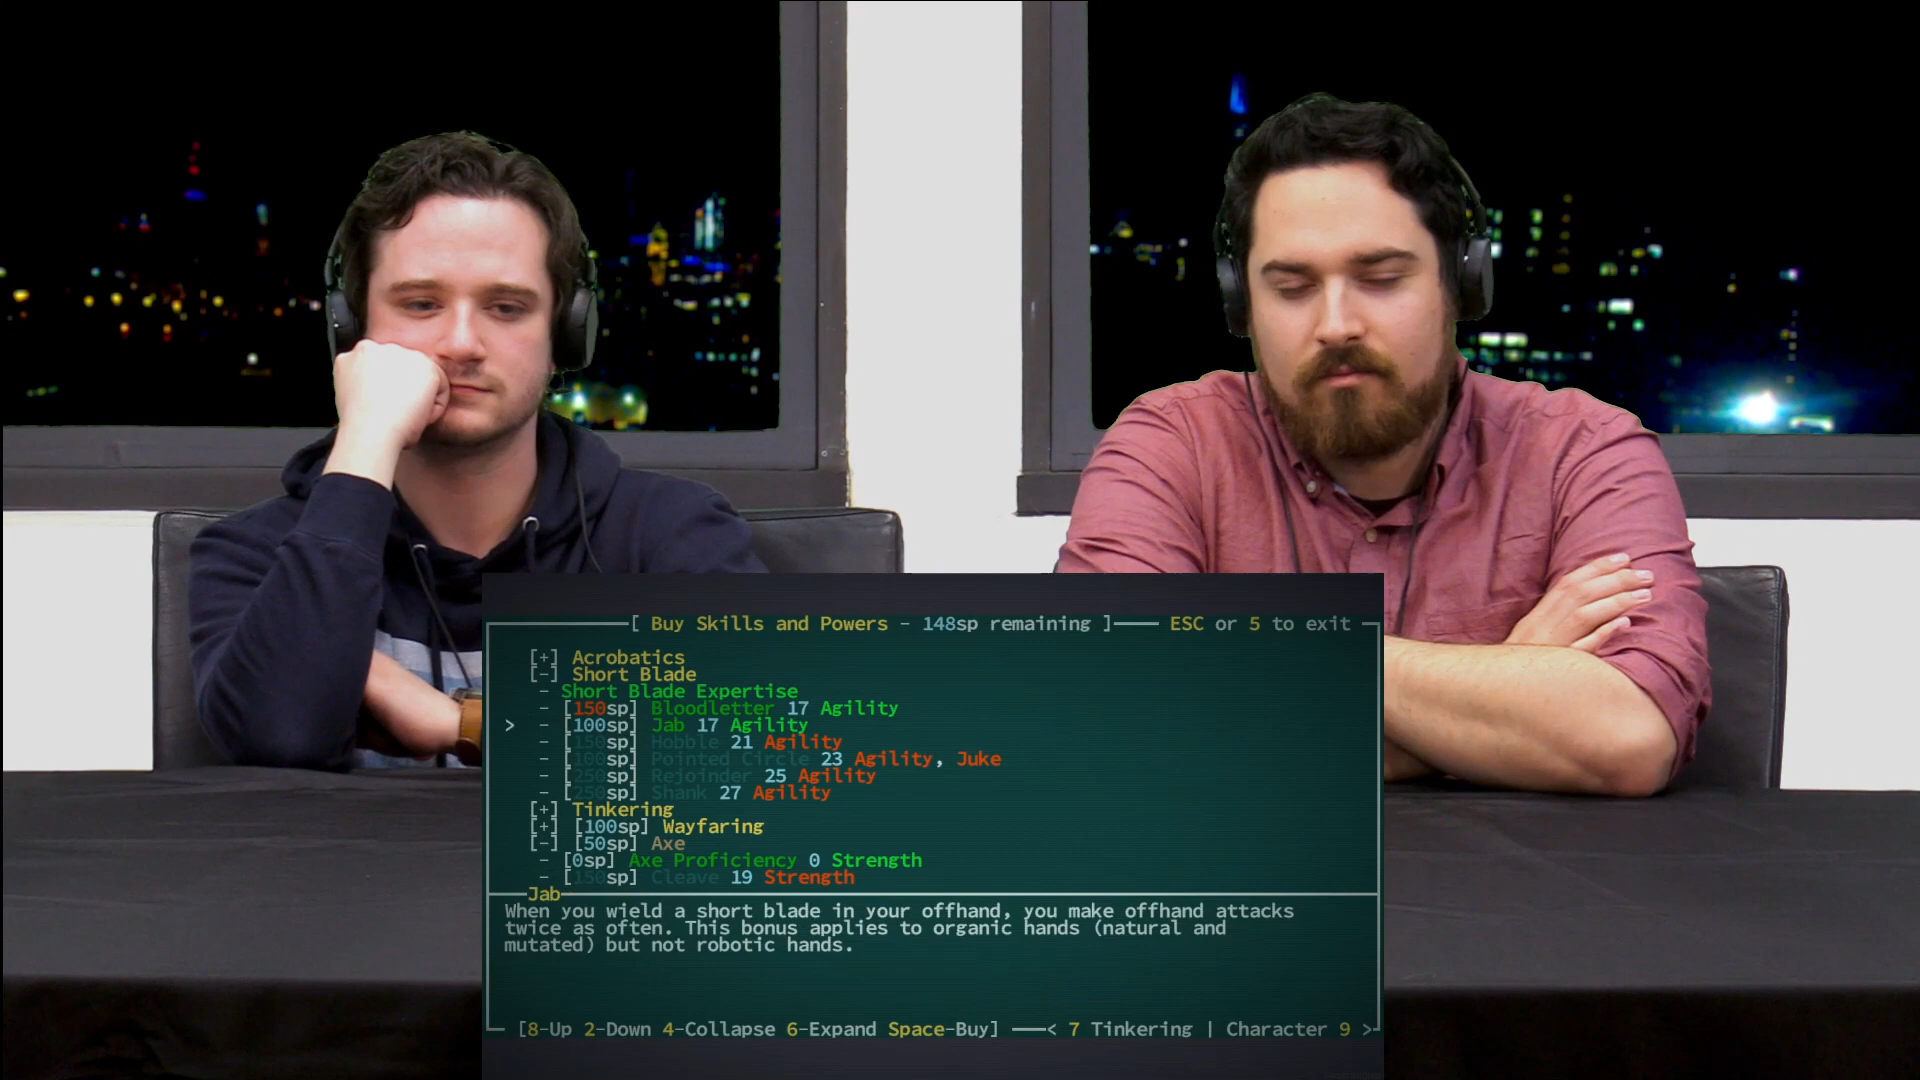 [ Buy Skills and Powers - 148sp remaining ] ESC or 5 to exit
[+] Acrobatics
[-] Short Blade
- Short Blade Expertise
- [150sp] Bloodletter 17 Agility
> - [100sp] Jab 17 Agility
- [150sp] Hobble 21 Agility
- [100sp] Pointed Circle 23 Agility, Juke
- [250sp] Rejoinder 25 Agility
- [250sp] Shank 27 Agility
[+] Tinkering
[+] [100sp] Wayfaring
[-] [50sp] Axe
- [0sp] Axe Proficiency 0 Strength
- [150sp] Cleave 19 Strength
Jab
When you wield a short blade in your offhand, you make offhand attacks
twice as often. This bonus applies to organic hands (natural and
mutated) but not robotic hands.
[8-Up 2-Down 4-Collapse 6-Expand Space-Buy] < 7 Tinkering | Character 9 >